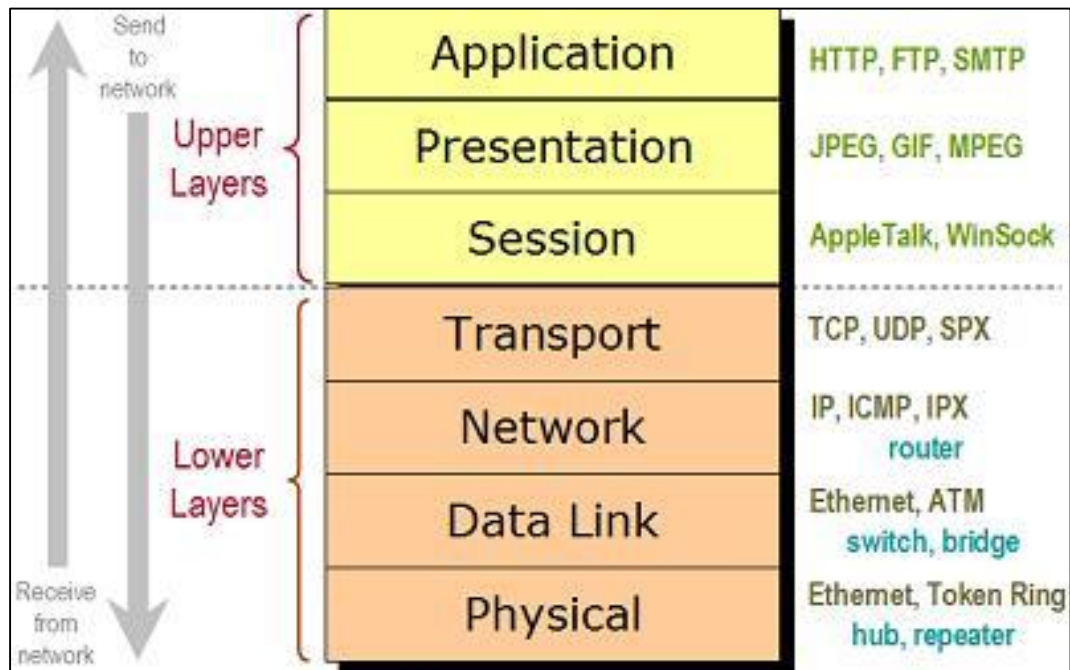 Send
to
network
Upper
Layers
Application
HTTP, FTP, SMTP
Presentation
JPEG, GIF, MPEG
Session
AppleTalk, WinSock
Lower
Layers
Transport
TCP, UDP, SPX
Network
IP, ICMP, IPX
router
Data Link
Ethernet, ATM
switch, bridge
Physical
Ethernet, Token Ring
hub, repeater
Receive
from
network